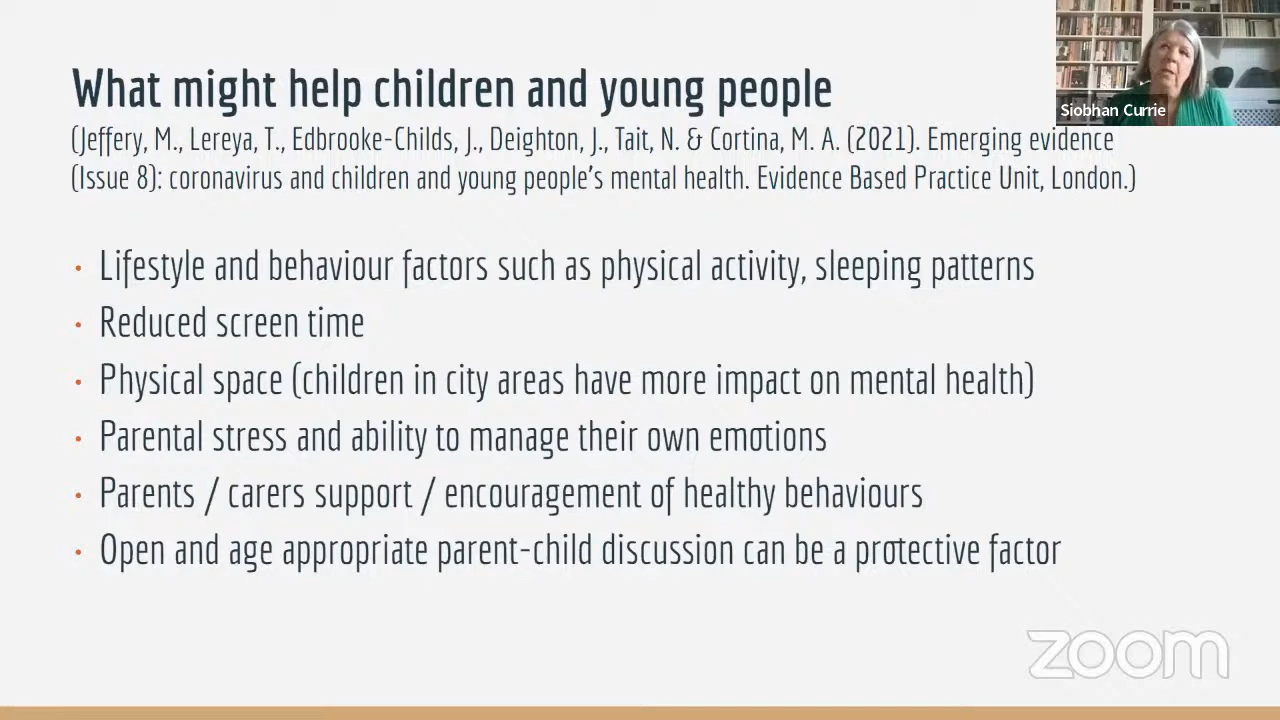 What might help children and young people
(Jeffery, M., Lereya, T., Edbrooke-Childs, J., Deighton, J., Tait, N. & Cortina, M. A. (2021). Emerging evidence
(Issue 8): coronavirus and children and young people's mental health. Evidence Based Practice Unit, London.)
Siobhan Currie
• Lifestyle and behaviour factors such as physical activity, sleeping patterns
• Reduced screen time
• Physical space (children in city areas have more impact on mental health)
• Parental stress and ability to manage their own emotions
• Parents / carers support / encouragement of healthy behaviours
• Open and age appropriate parent-child discussion can be a protective factor
zoom